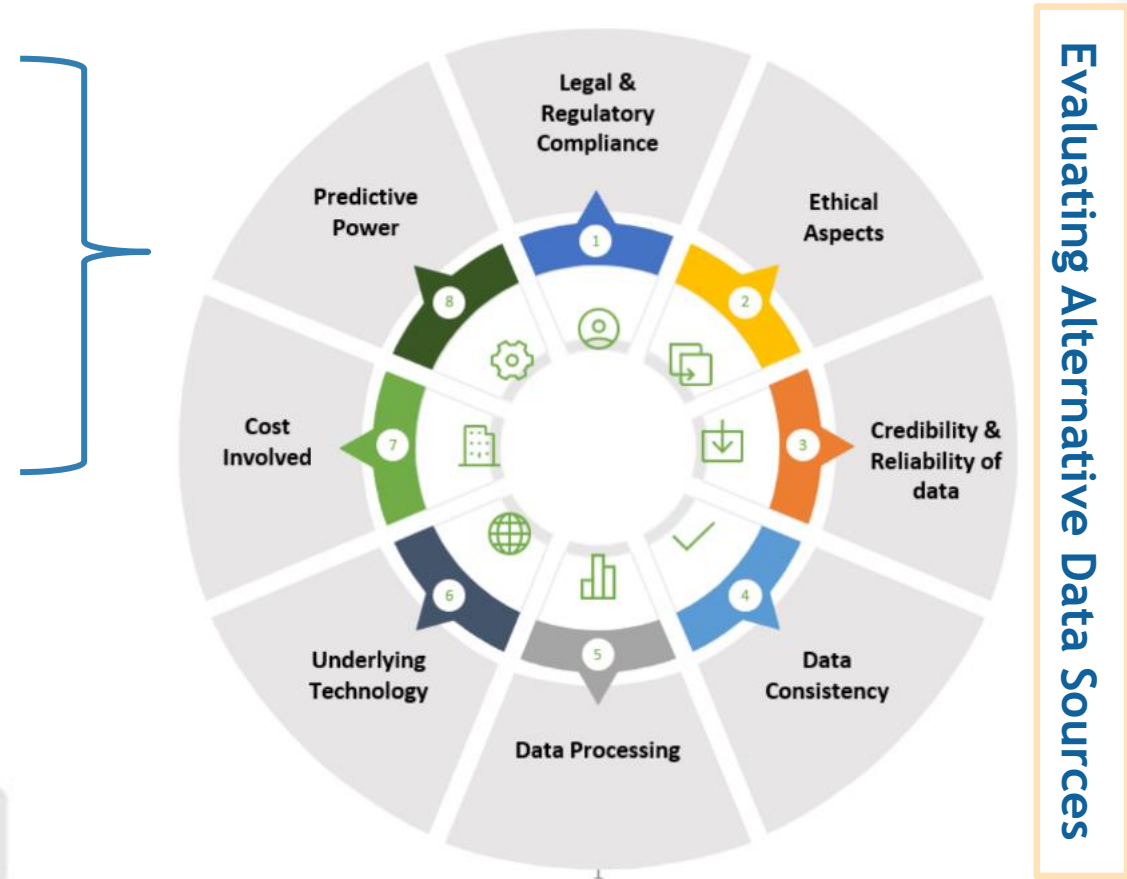 Evaluating Alternative Data Sources
Legal &
Regulatory
Compliance
1
Ethical
Aspects
2
Credibility &
Reliability of
data
3
Data
Consistency
4
Data Processing
5
Underlying
Technology
6
Cost
Involved
7
Predictive
Power
8